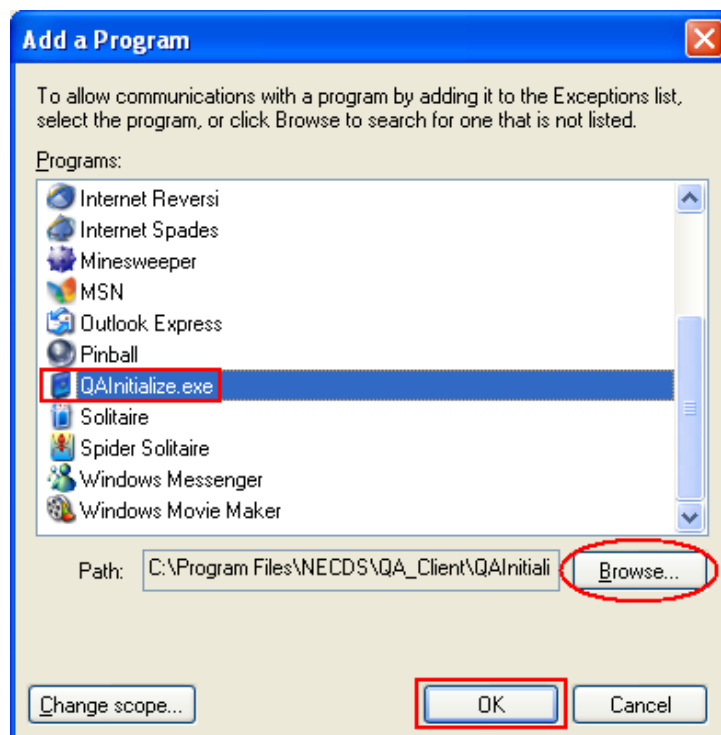 Add a Program
To allow communications with a program by adding it to the Exceptions list,
select the program, or click Browse to search for one that is not listed.
Programs:
Internet Reversi
Internet Spades
Minesweeper
MSN
Outlook Express
Pinball
QAInitialize.exe
Solitaire
Spider Solitaire
Windows Messenger
Windows Movie Maker
Path: C:\Program Files\NECDS\QA_Client\QAInitiali Browse...
Change scope... OK Cancel